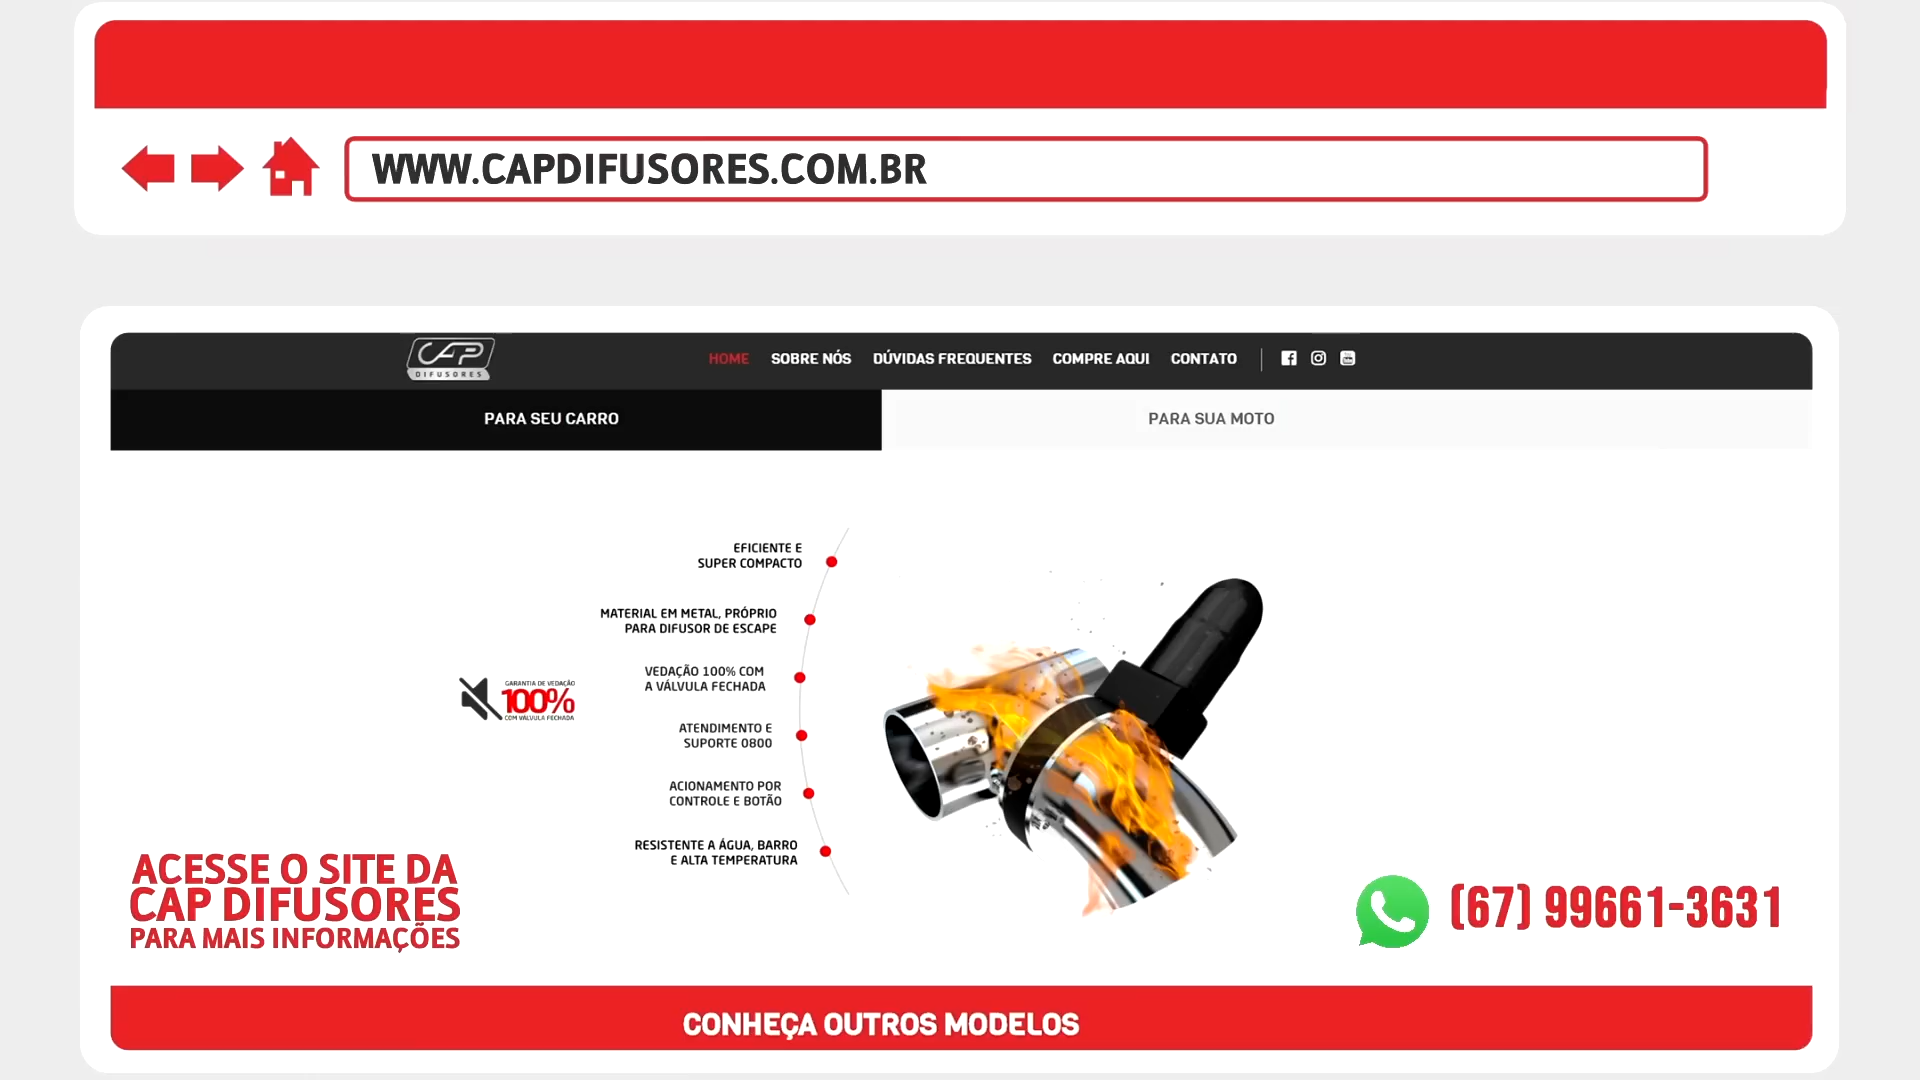 WWW.CAPDIFUSORES.COM.BR
CAP
DIFUSORES
HOME SOBRE NÓS DÚVIDAS FREQUENTES COMPRE AQUI CONTATO
PARA SEU CARRO
PARA SUA MOTO
EFICIENTE E
SUPER COMPACTO
MATERIAL EM METAL, PRÓPRIO
PARA DIFUSOR DE ESCAPE
VEDAÇÃO 100% COM
A VÁLVULA FECHADA
GARANTIA DE VEDAÇÃO
100%
COM VÁLVULA FECHADA
ATENDIMENTO E
SUPORTE 0800
ACIONAMENTO POR
CONTROLE E BOTÃO
RESISTENTE A ÁGUA, BARRO
E ALTA TEMPERATURA
ACESSE O SITE DA
CAP DIFUSORES
PARA MAIS INFORMAÇÕES
(67) 99661-3631
CONHEÇA OUTROS MODELOS